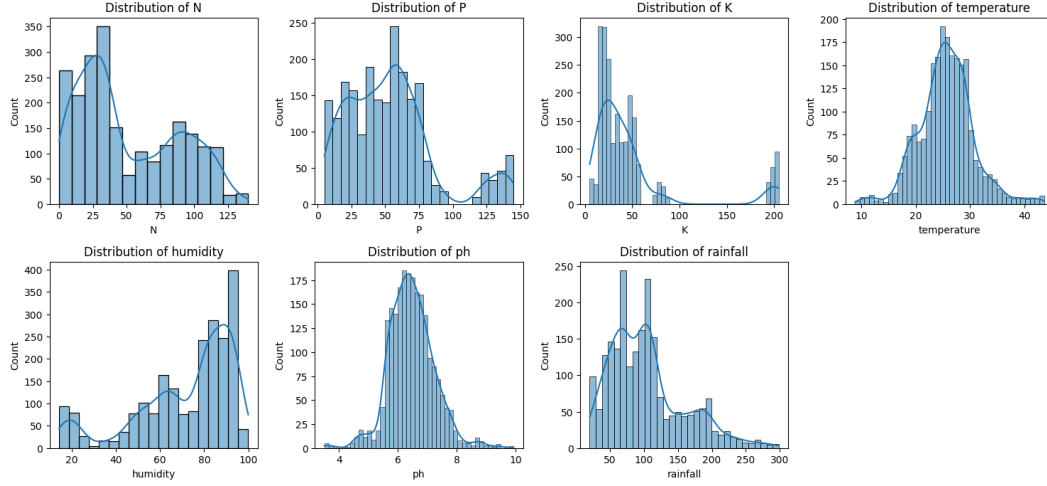 Distribution of N
Count
350
300
250
200
150
100
50
0
0 25 50 75 100 125
N
Distribution of P
Count
250
200
150
100
50
0
0 25 50 75 100 125 150
P
Distribution of K
Count
300
250
200
150
100
50
0
0 50 100 150 200
K
Distribution of temperature
Count
200
175
150
125
100
75
50
25
0
10 20 30 40
temperature
Distribution of humidity
Count
400
350
300
250
200
150
100
50
0
20 40 60 80 100
humidity
Distribution of ph
Count
175
150
125
100
75
50
25
0
4 6 8 10
ph
Distribution of rainfall
Count
250
200
150
100
50
0
50 100 150 200 250 300
rainfall